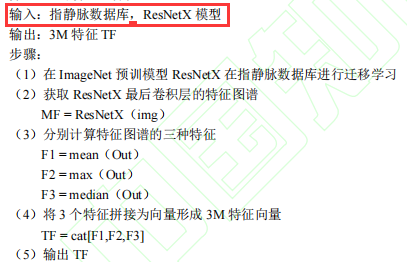 输入：指静脉数据库，ResNetX 模型
输出：3M 特征 TF
步骤：
（1）在 ImageNet 预训模型 ResNetX 在指静脉数据库进行迁移学习
（2）获取 ResNetX 最后卷积层的特征图谱
MF = ResNetX（img）
（3）分别计算特征图谱的三种特征
F1 = mean（Out）
F2 = max（Out）
F3 = median（Out）
（4）将 3 个特征拼接为向量形成 3M 特征向量
TF = cat[F1,F2,F3]
（5）输出 TF